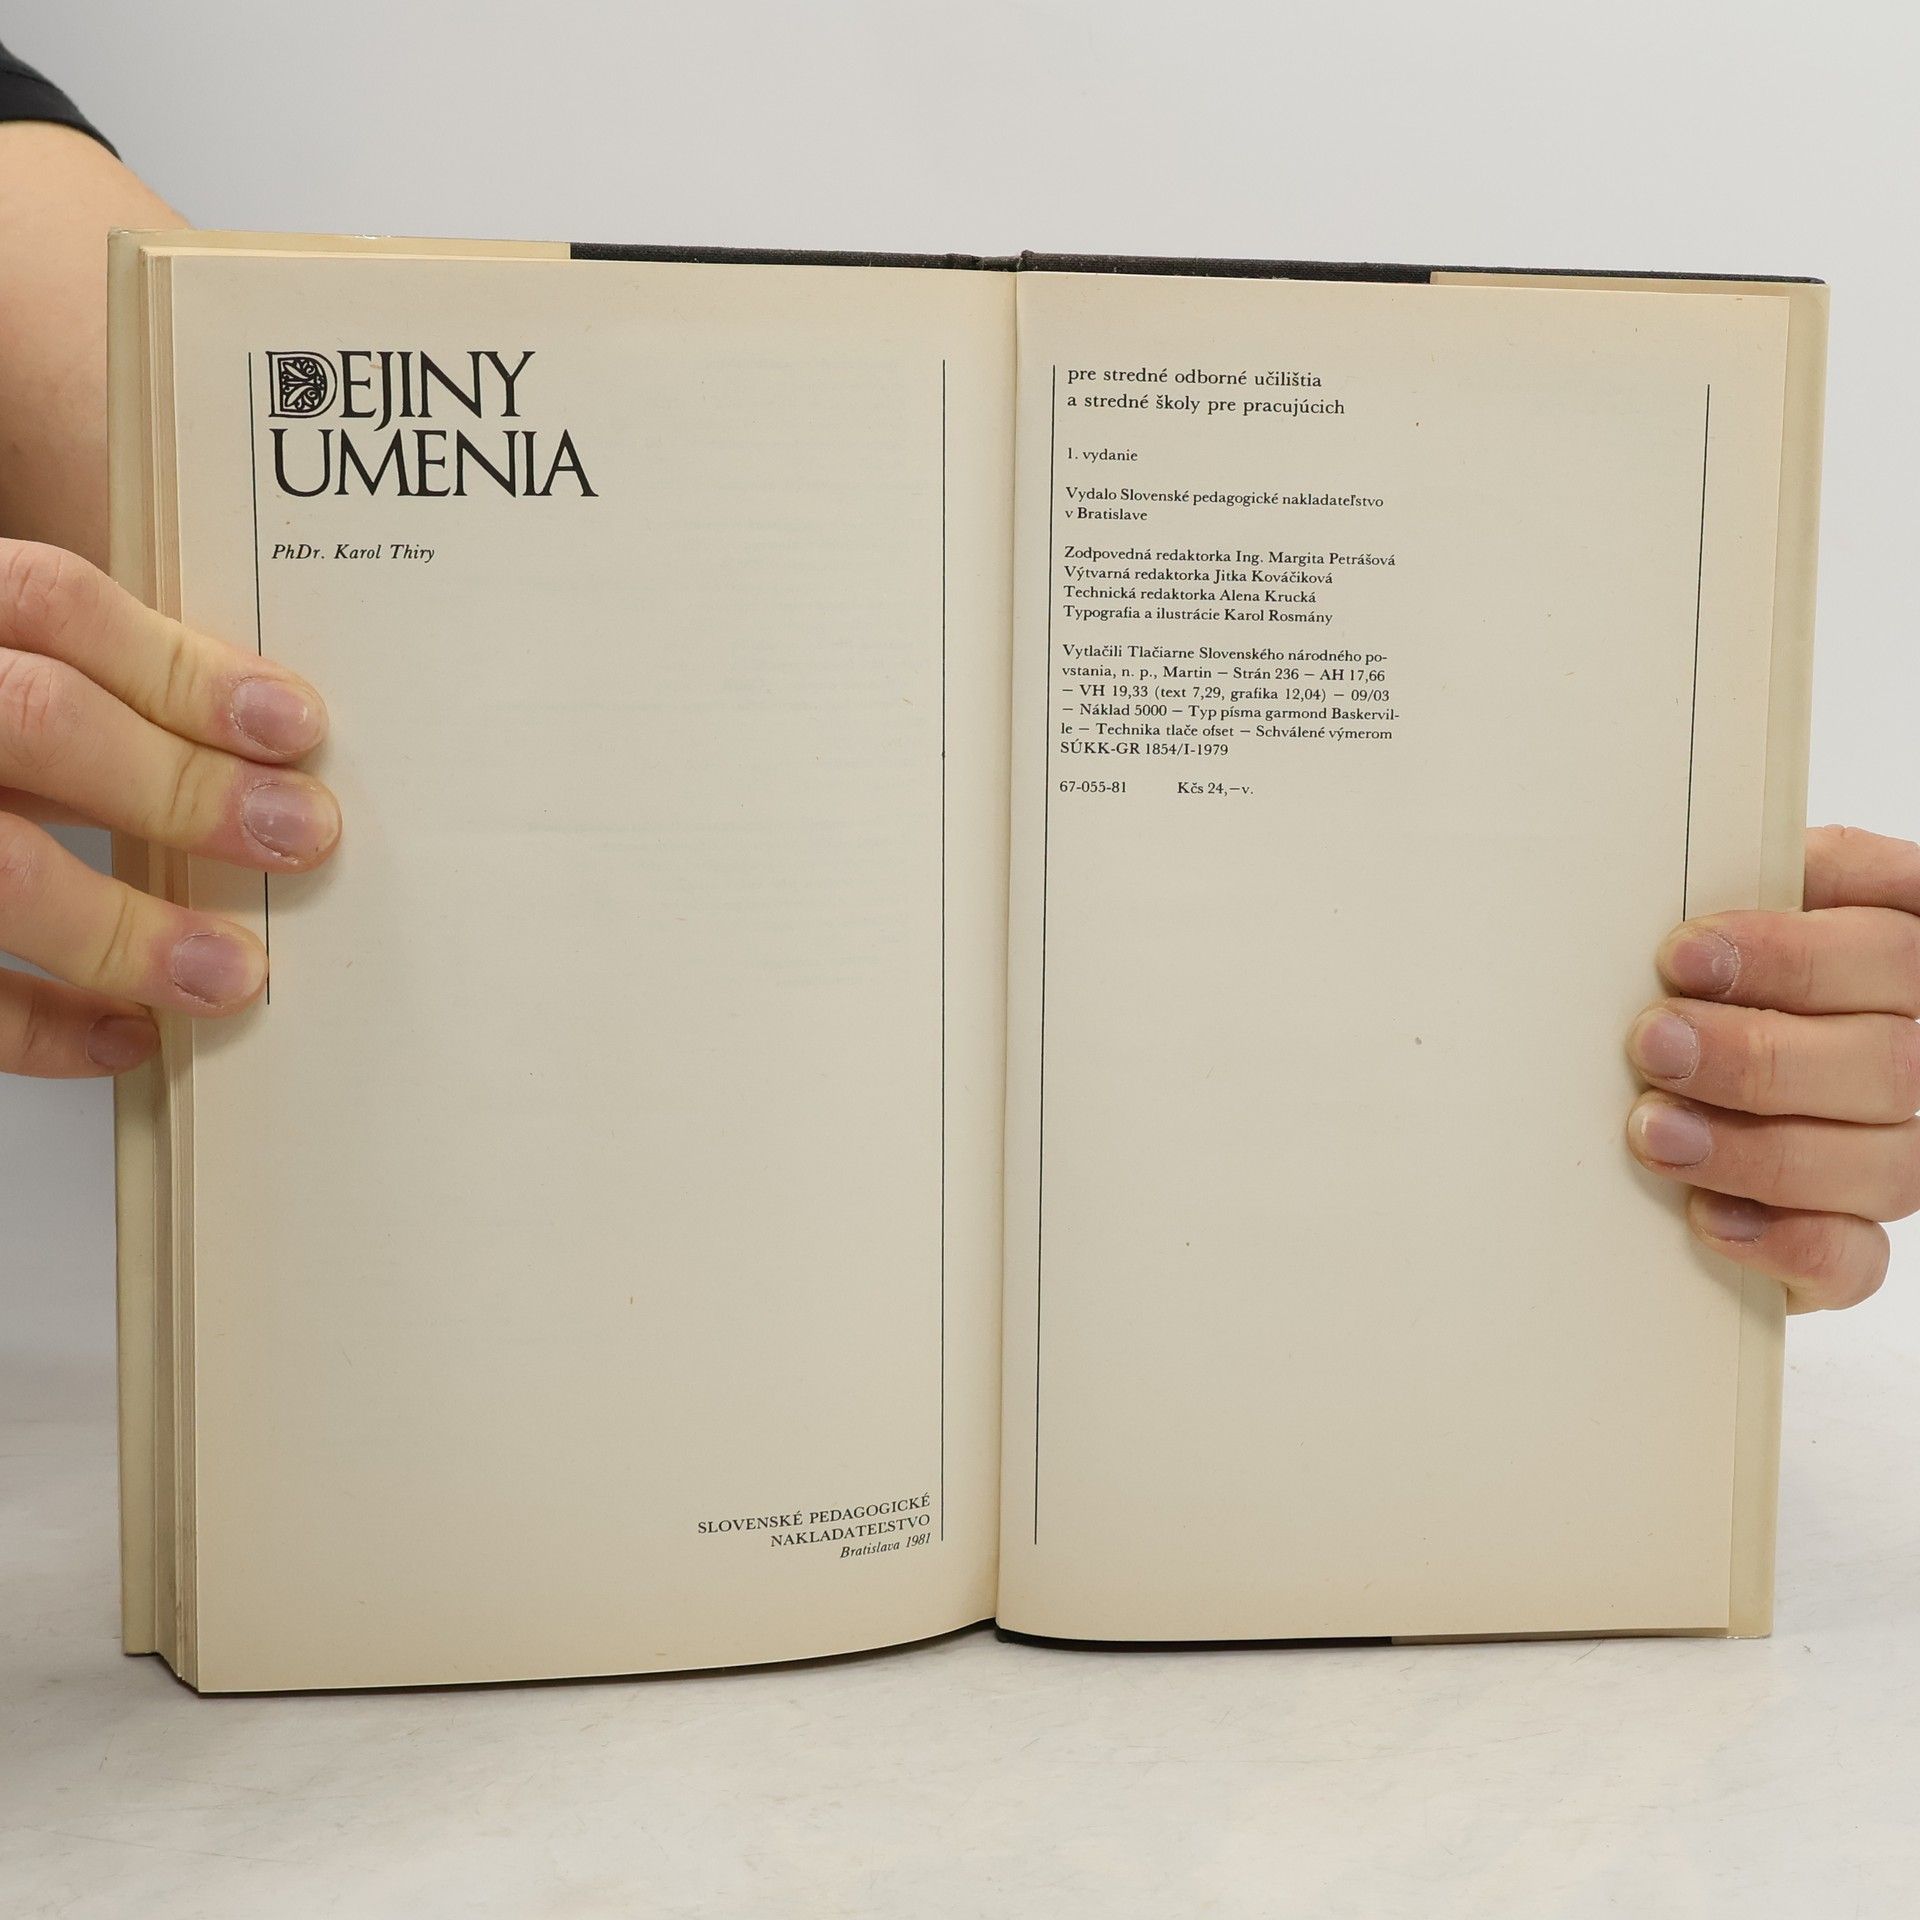 DEJINY
UMENIA
PhDr. Karol Thiry
SLOVENSKÉ PEDAGOGICKÉ
NAKLADATEĽSTVO
Bratislava 1981
pre stredné odborné učilištia
a stredné školy pre pracujúcich
1. vydanie
Vydalo Slovenské pedagogické nakladateľstvo
v Bratislave
Zodpovedná redaktorka Ing. Margita Petrášová
Výtvarná redaktorka Jitka Kováčiková
Technická redaktorka Alena Krucká
Typografia a ilustrácie Karol Rosmány
Vytlačili Tlačiarne Slovenského národného po-
vstania, n. p., Martin — Strán 236 — AH 17,66
— VH 19,33 (text 7,29, grafika 12,04) — 09/03
— Náklad 5000 — Typ písma garmond Baskervil-
le — Technika tlače ofset — Schválené výmerom
SÚKK-GR 1854/I-1979
67-055-81 Kčs 24,—v.